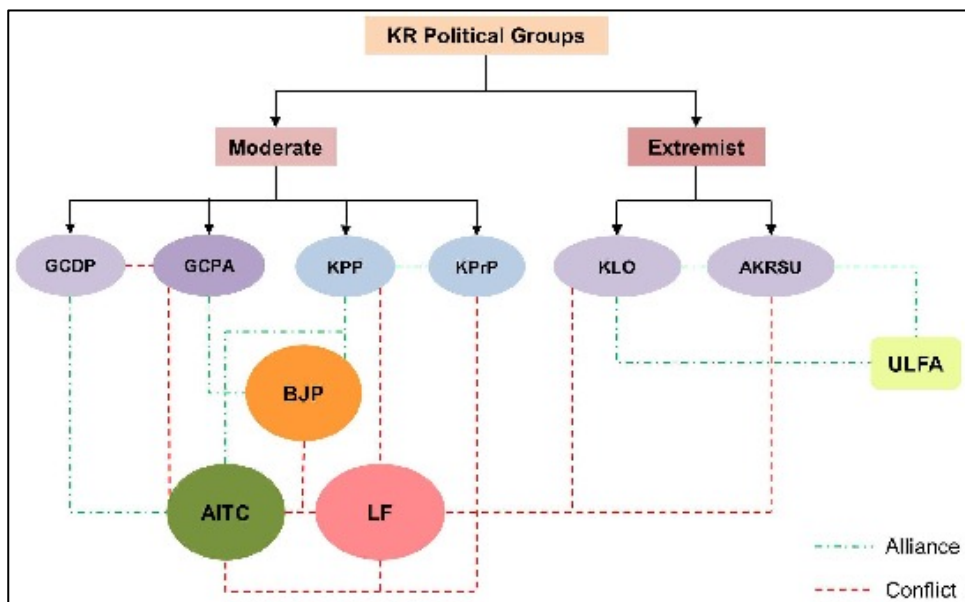 KR Political Groups
Moderate
Extremist
GCDP
GCPA
KPP
KPrP
KLO
AKRSU
ULFA
BJP
AITC
LF
Alliance
Conflict